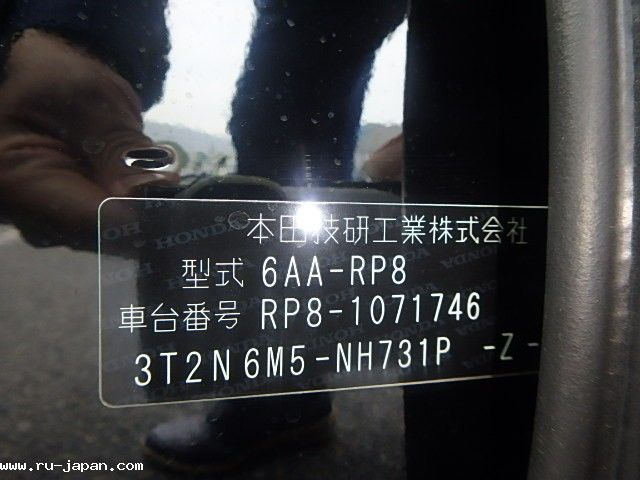 本田技研工業株式会社
型式 6AA-RP8
車台番号 RP8-1071746
3T2N6M5-NH731P -Z-
www.ru-japan.com